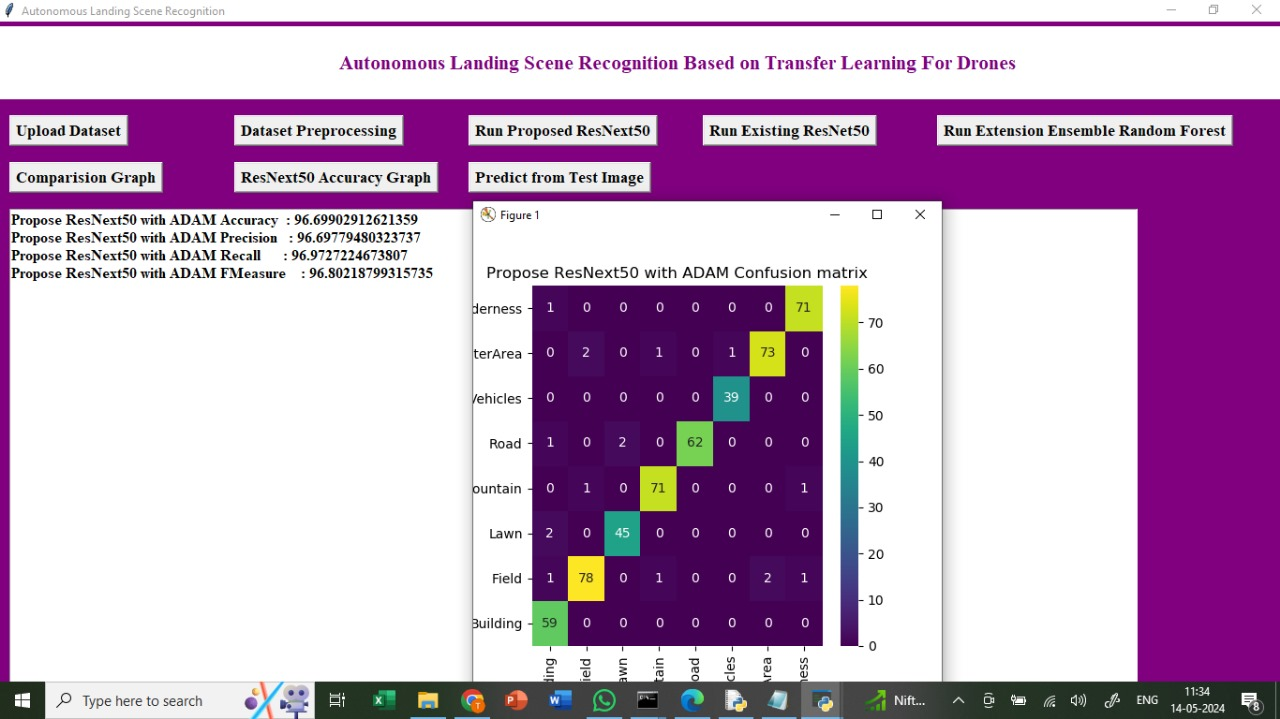 Autonomous Landing Scene Recognition
Autonomous Landing Scene Recognition Based on Transfer Learning For Drones
Upload Dataset Dataset Preprocessing Run Proposed ResNext50 Run Existing ResNet50 Run Extension Ensemble Random Forest
Comparision Graph ResNext50 Accuracy Graph Predict from Test Image
Propose ResNext50 with ADAM Accuracy : 96.69902912621359
Propose ResNext50 with ADAM Precision : 96.69779480323737
Propose ResNext50 with ADAM Recall : 96.9727224673807
Propose ResNext50 with ADAM FMeasure : 96.80218799315735
Figure 1
Propose ResNext50 with ADAM Confusion matrix
derness 1 0 0 0 0 0 0 71
terArea 0 2 0 1 0 1 73 0
Vehicles 0 0 0 0 0 39 0 0
Road 1 0 2 0 62 0 0 0
ountain 0 1 0 71 0 0 0 1
Lawn 2 0 45 0 0 0 0 0
Field 1 78 0 1 0 0 2 1
Building 59 0 0 0 0 0 0 0
ding ield awn tain oad cles Area ness
70
60
50
40
30
20
10
0
Type here to search
Nift...
ENG
11:34
14-05-2024
8